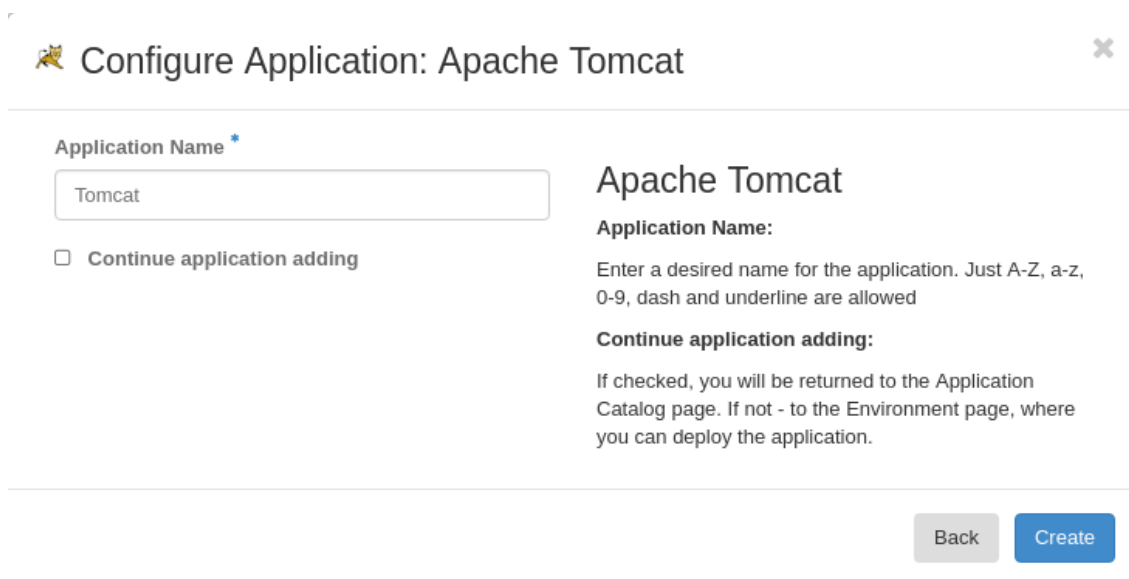 Configure Application: Apache Tomcat
Application Name *
Tomcat
Continue application adding
Apache Tomcat
Application Name:
Enter a desired name for the application. Just A-Z, a-z,
0-9, dash and underline are allowed
Continue application adding:
If checked, you will be returned to the Application
Catalog page. If not - to the Environment page, where
you can deploy the application.
Back
Create